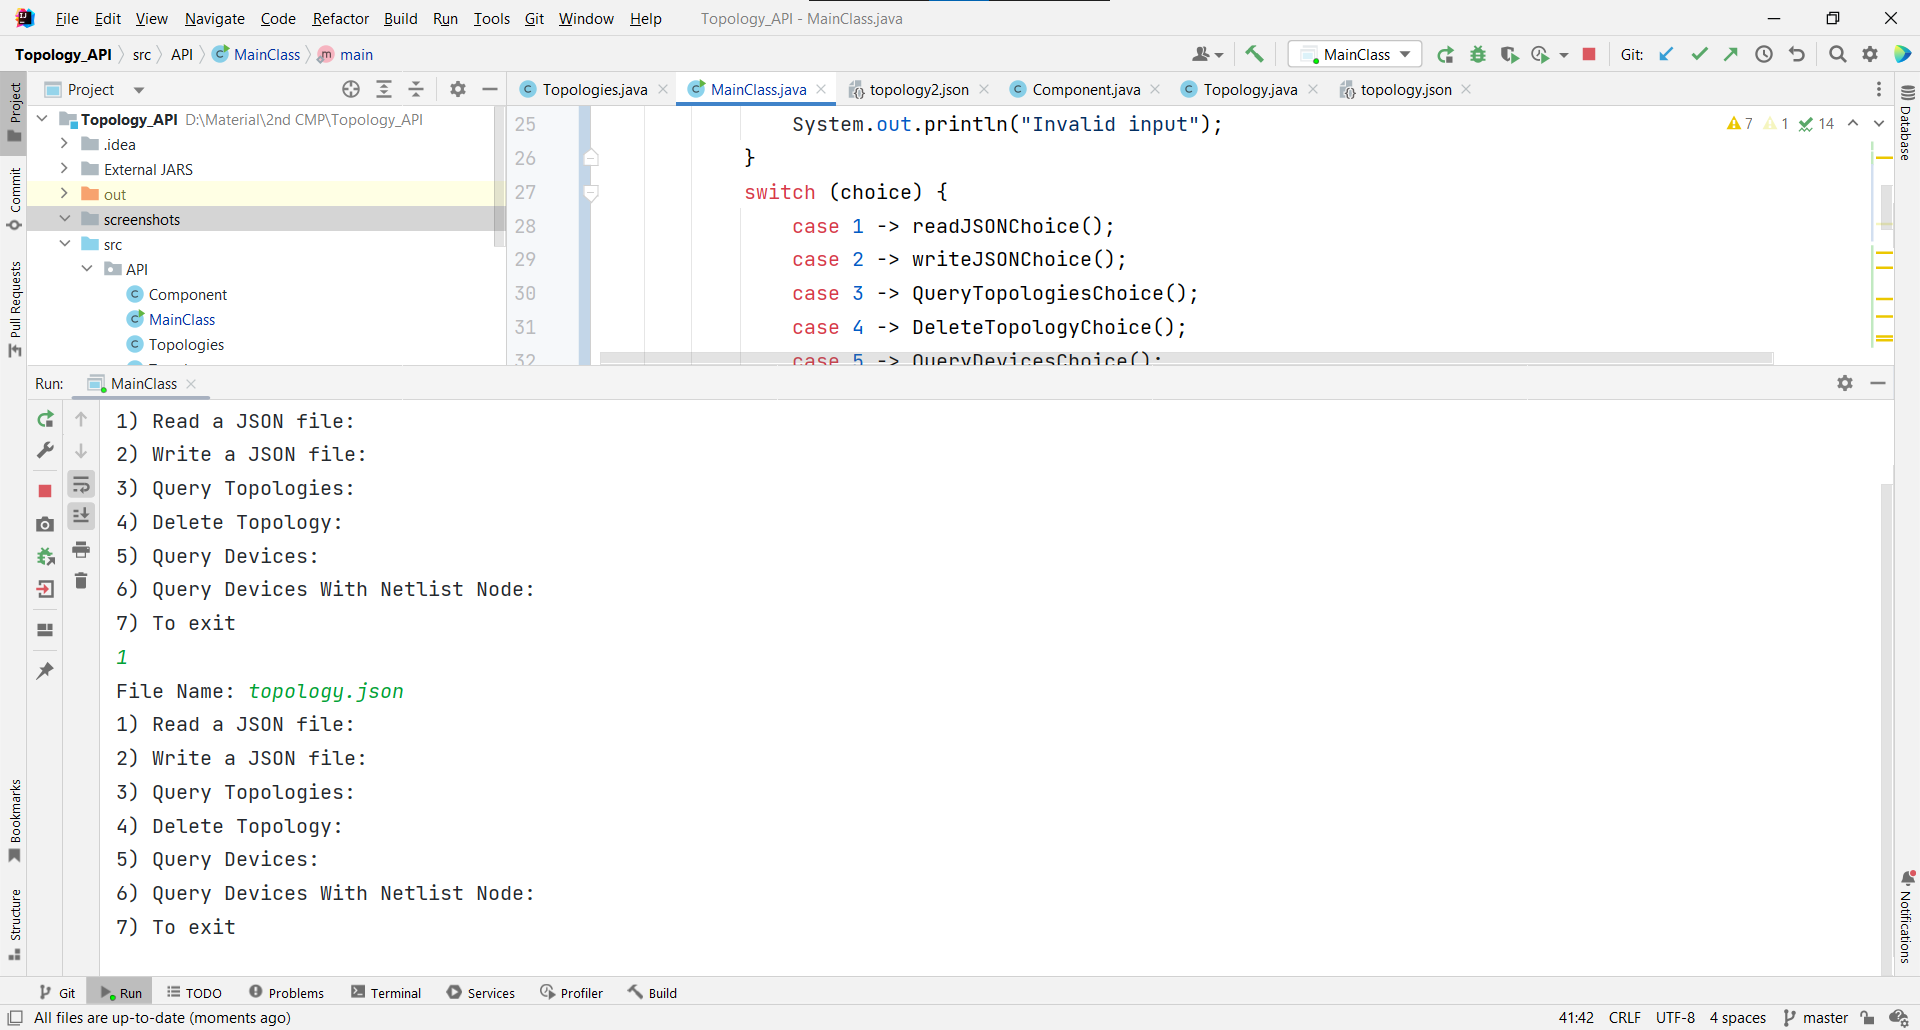 File Edit View Navigate Code Refactor Build Run Tools Git Window Help Topology_API - MainClass.java
Topology_API src API MainClass main MainClass Git:
Project
Topologies.java MainClass.java topology2.json Component.java Topology.java topology.json
Topology_API D:\Material\2nd CMP\Topology_API
.idea
External JARS
out
screenshots
src
API
Component
MainClass
Topologies
25 System.out.println("Invalid input");
26 }
27 switch (choice) {
28 case 1 -> readJSONChoice();
29 case 2 -> writeJSONChoice();
30 case 3 -> QueryTopologiesChoice();
31 case 4 -> DeleteTopologyChoice();
32 case 5 -> QueryDevicesChoice();
7 1 14
Project
Commit
Pull Requests
Bookmarks
Structure
Database
Notifications
Run: MainClass
1) Read a JSON file:
2) Write a JSON file:
3) Query Topologies:
4) Delete Topology:
5) Query Devices:
6) Query Devices With Netlist Node:
7) To exit
1
File Name: topology.json
1) Read a JSON file:
2) Write a JSON file:
3) Query Topologies:
4) Delete Topology:
5) Query Devices:
6) Query Devices With Netlist Node:
7) To exit
Git Run TODO Problems Terminal Services Profiler Build
All files are up-to-date (moments ago) 41:42 CRLF UTF-8 4 spaces master